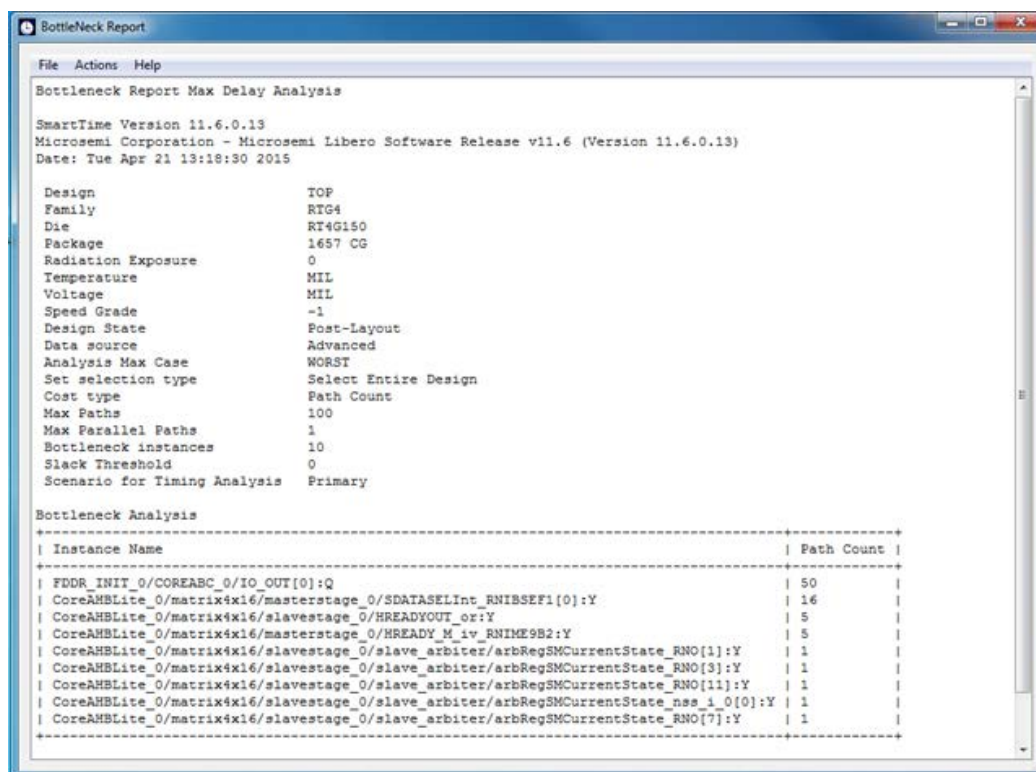 BottleNeck Report
File Actions Help
Bottleneck Report Max Delay Analysis
SmartTime Version 11.6.0.13
Microsemi Corporation - Microsemi Libero Software Release v11.6 (Version 11.6.0.13)
Date: Tue Apr 21 13:18:30 2015
Design TOP
Family RTG4
Die RT4G150
Package 1657 CG
Radiation Exposure 0
Temperature MIL
Voltage MIL
Speed Grade -1
Design State Post-Layout
Data source Advanced
Analysis Max Case WORST
Set selection type Select Entire Design
Cost type Path Count
Max Paths 100
Max Parallel Paths 1
Bottleneck instances 10
Slack Threshold 0
Scenario for Timing Analysis Primary
Bottleneck Analysis
| Instance Name | Path Count |
| FDDR_INIT_0/COREABC_0/IO_OUT[0]:Q | 50 |
| CoreAHBLite_0/matrix4x16/masterstage_0/SDATASELInt_RNIBSEF1[0]:Y | 16 |
| CoreAHBLite_0/matrix4x16/slavestage_0/HREADYOUT_or:Y | 5 |
| CoreAHBLite_0/matrix4x16/masterstage_0/HREADY_M_iv_RNIME9B2:Y | 5 |
| CoreAHBLite_0/matrix4x16/slavestage_0/slave_arbiter/arbRegSMCurrentState_RNO[1]:Y | 1 |
| CoreAHBLite_0/matrix4x16/slavestage_0/slave_arbiter/arbRegSMCurrentState_RNO[3]:Y | 1 |
| CoreAHBLite_0/matrix4x16/slavestage_0/slave_arbiter/arbRegSMCurrentState_RNO[11]:Y | 1 |
| CoreAHBLite_0/matrix4x16/slavestage_0/slave_arbiter/arbRegSMCurrentState_nss_i_0[0]:Y | 1 |
| CoreAHBLite_0/matrix4x16/slavestage_0/slave_arbiter/arbRegSMCurrentState_RNO[7]:Y | 1 |